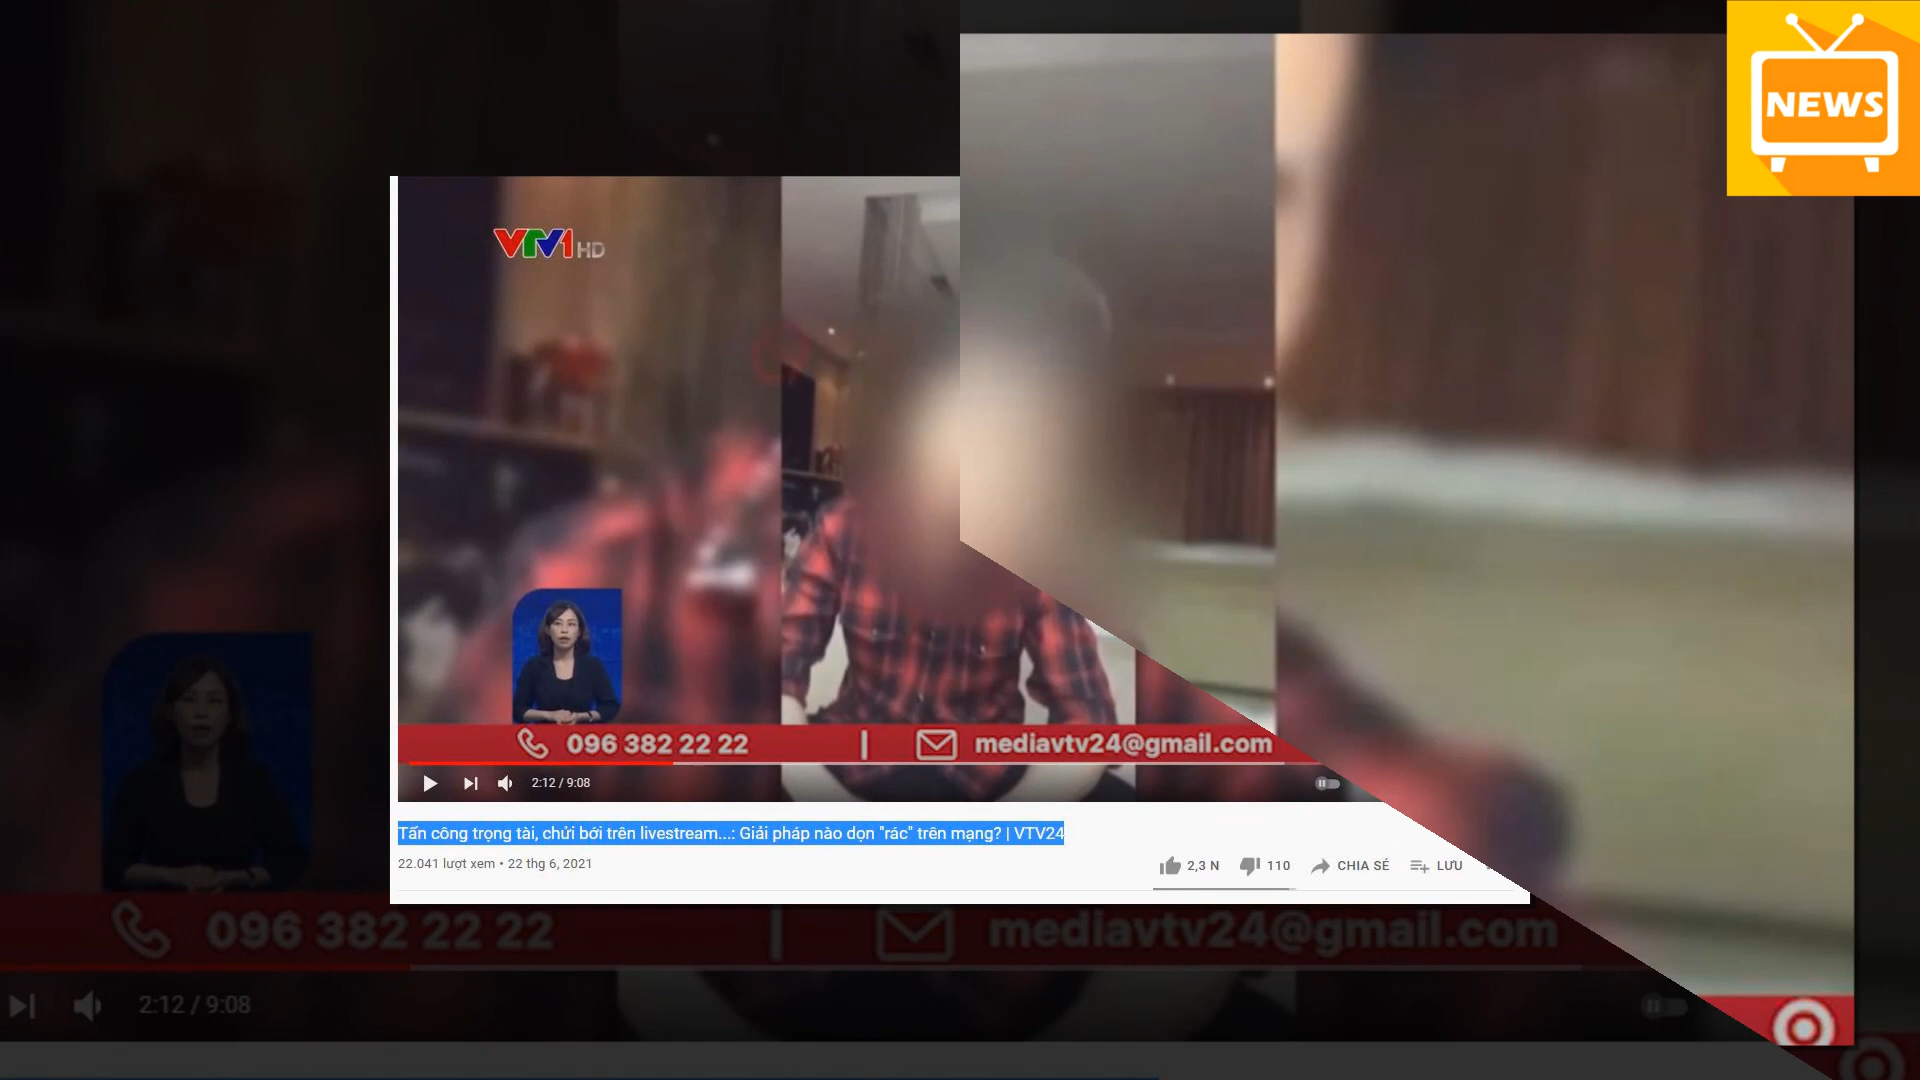 NEWS
VTV1 HD
096 382 22 22 | mediavtv24@gmail.com
2:12 / 9:08
Tấn công trọng tài, chửi bới trên livestream...: Giải pháp nào dọn "rác" trên mạng? | VTV24
22.041 lượt xem • 22 thg 6, 2021
2,3 N 110 CHIA SẺ LƯU
096 382 22 22 | mediavtv24@gmail.com
2:12 / 9:08